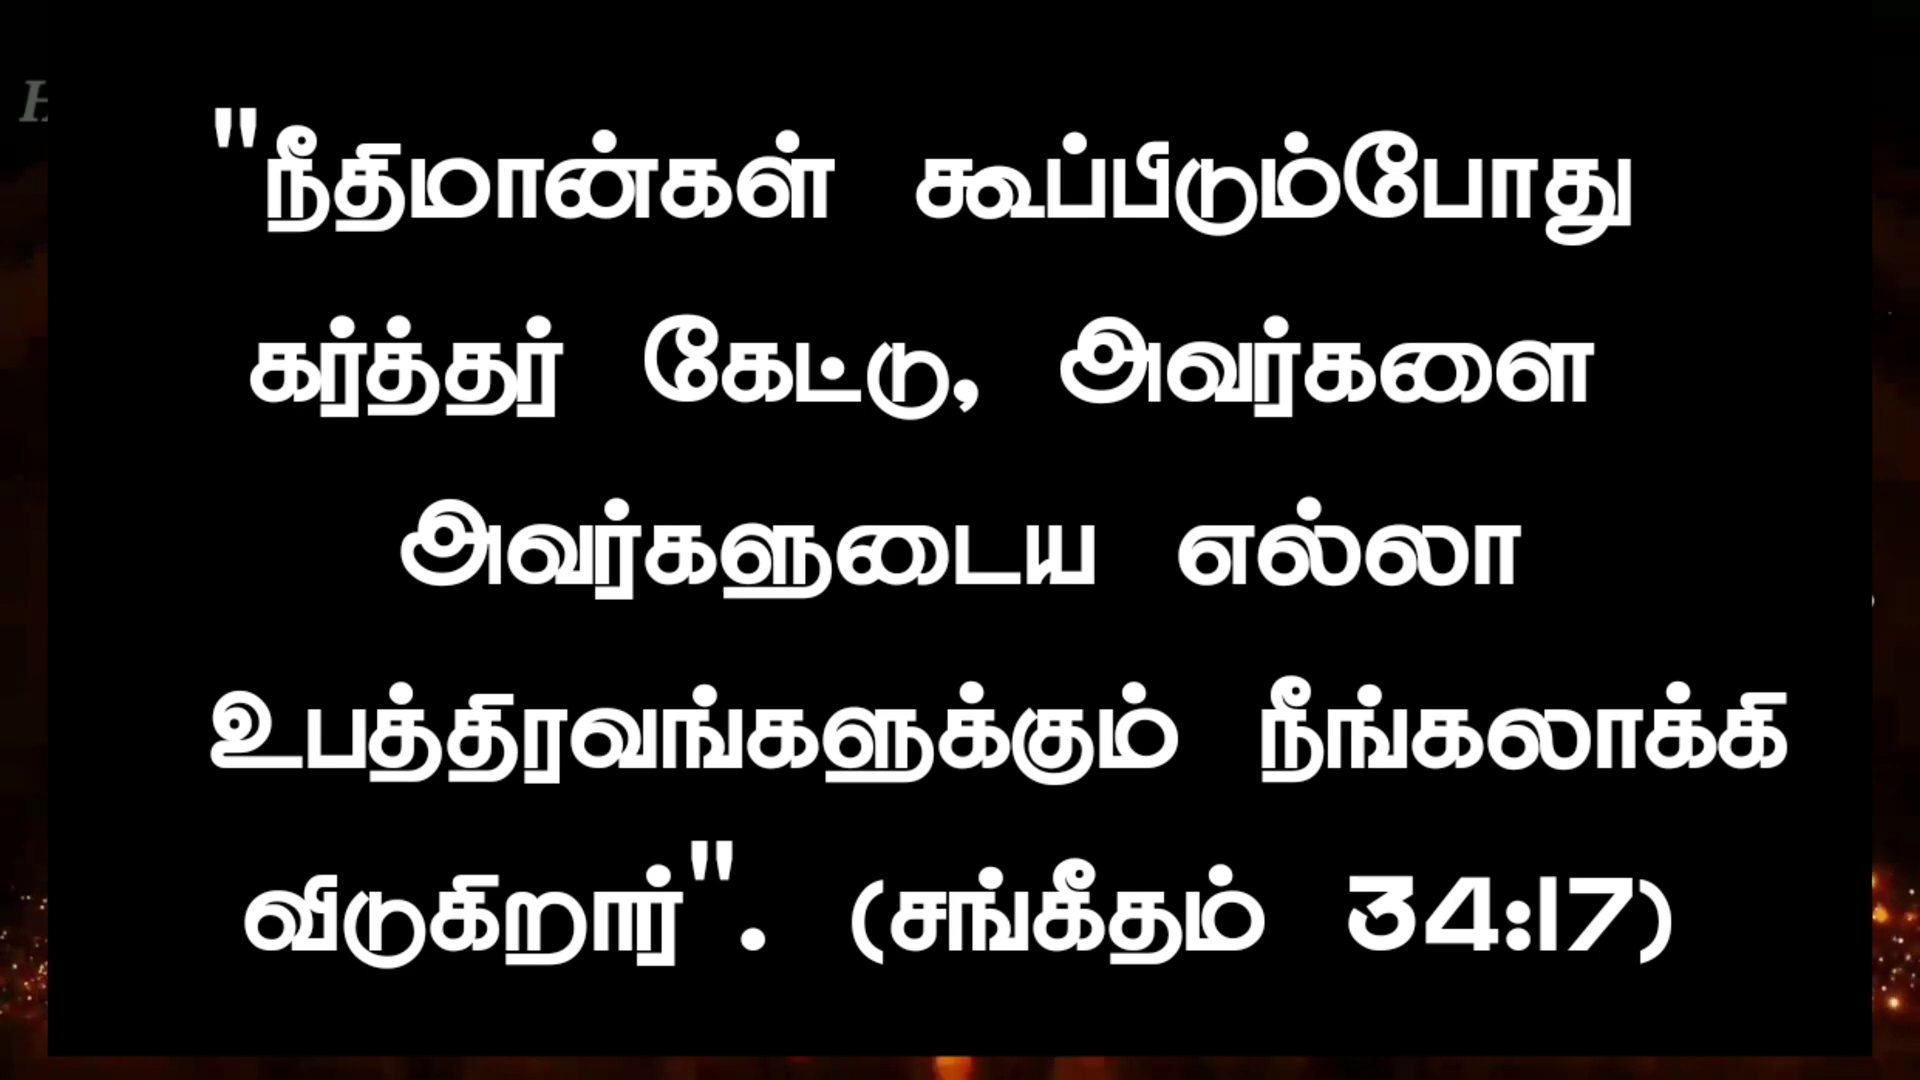 "நீதிமான்கள் கூப்பிடும்போது
கர்த்தர் கேட்டு, அவர்களை
அவர்களுடைய எல்லா
உபத்திரவங்களுக்கும் நீங்கலாக்கி
விடுகிறார்". (சங்கீதம் 34:17)